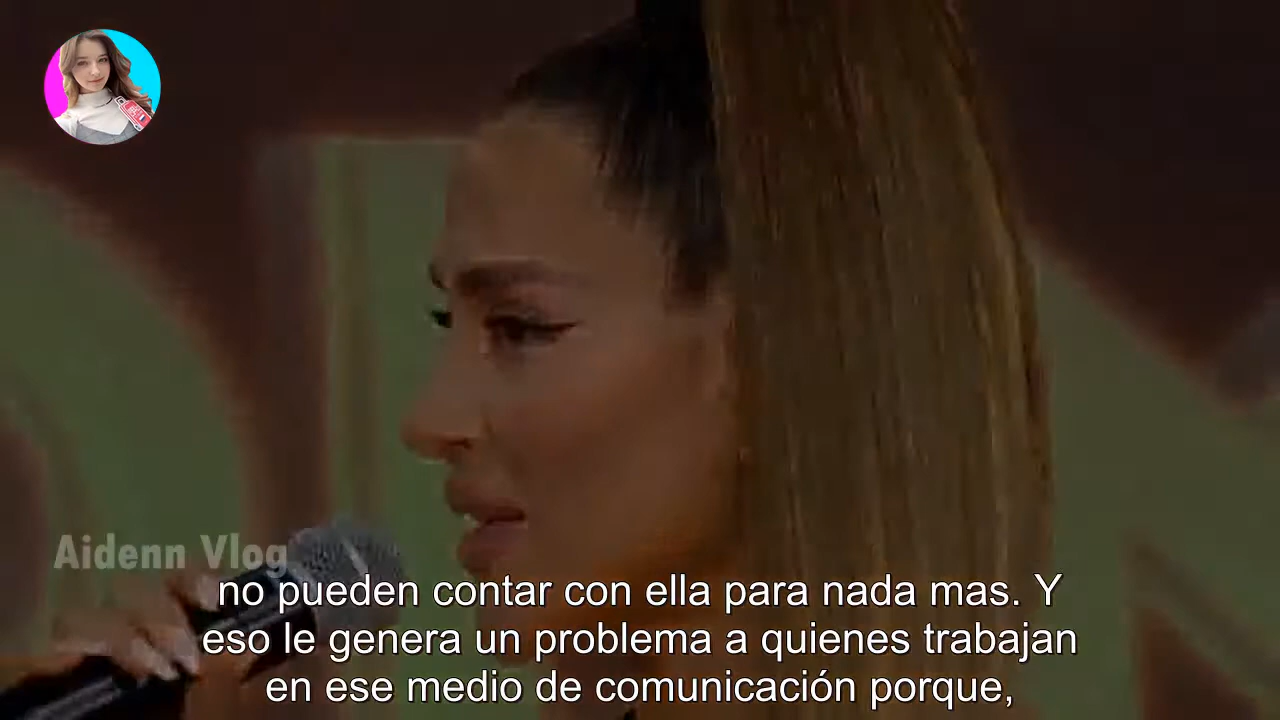 Aidenn Vlog
no pueden contar con ella para nada mas. Y
eso le genera un problema a quienes trabajan
en ese medio de comunicación porque,